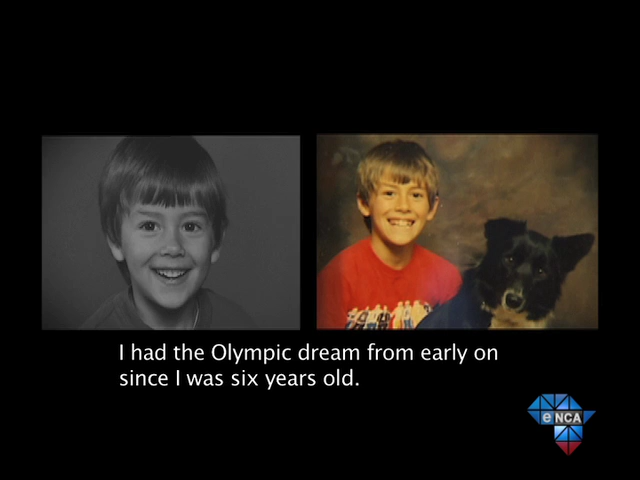 I had the Olympic dream from early on
since I was six years old.
eNCA